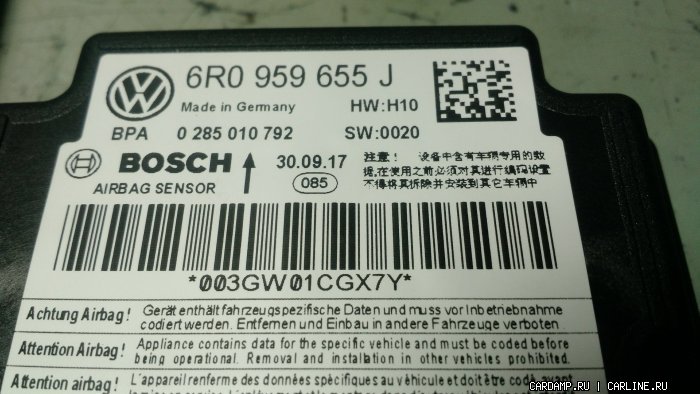 6R0 959 655 J
Made in Germany HW:H10
BPA 0 285 010 792 SW:0020
BOSCH 30.09.17
AIRBAG SENSOR 085
注意! 设备中含有车辆专用的数
据,在使用之前必须对其进行编码设置
不得将其拆除并安装到其它车辆中
*003GW01CGX7Y*
Achtung Airbag! Gerät enthält fahrzeugspezifische Daten und muss vor Inbetriebnahme
codiert werden. Entfernen und Einbau in andere Fahrzeuge verboten
Attention Airbag! Appliance contains data for the specific vehicle and must be coded before
being operational. Removal and installation in other vehicles prohibited.
Attention airbag! L'appareil renferme des données spécifiques au véhicule et doit être codé avant
CARDAMP.RU | CARLINE.RU